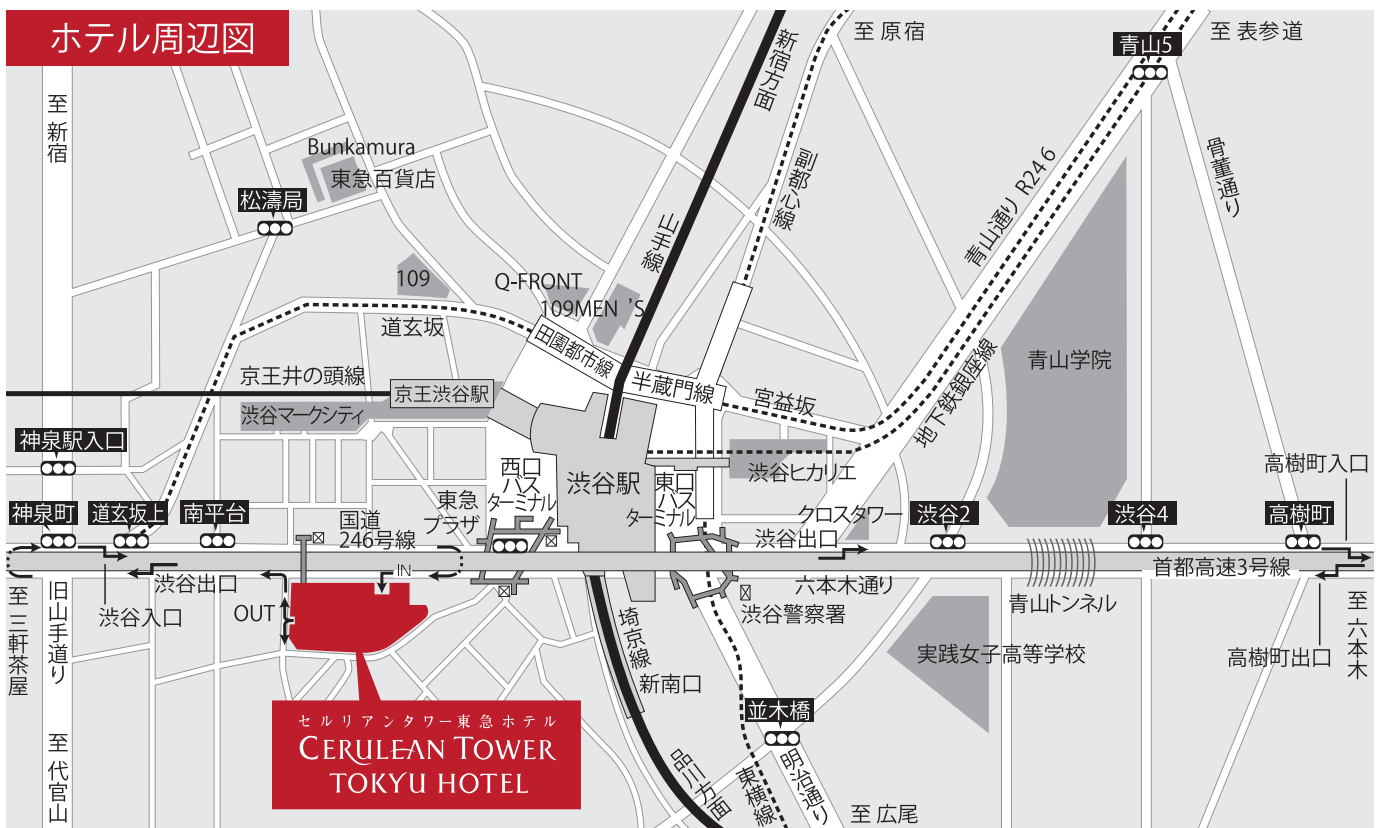 ホテル周辺図
至 原宿
青山5
至 表参道
至 新宿
新宿方面
Bunkamura
東急百貨店
松濤局
副都心線
青山通り R246
骨董通り
山手線
109
Q-FRONT
109MEN 'S
道玄坂
田園都市線
半蔵門線
宮益坂
地下鉄銀座線
青山学院
京王井の頭線
京王渋谷駅
渋谷マークシティ
神泉駅入口
西口
バス
ターミナル
渋谷駅
東口
バス
ターミナル
渋谷ヒカリエ
高樹町入口
神泉町
道玄坂上
南平台
国道
246号線
東急
プラザ
クロスタワー
渋谷出口
渋谷2
渋谷4
高樹町
IN
渋谷出口
渋谷入口
OUT
六本木通り
首都高速3号線
青山トンネル
渋谷警察署
至 三軒茶屋
旧山手通り
埼京線
新南口
実践女子高等学校
高樹町出口
至 六本木
並木橋
セルリアンタワー東急ホテル
CERULEAN TOWER
TOKYU HOTEL
至 代官山
品川方面
東横線
明治通り
至 広尾